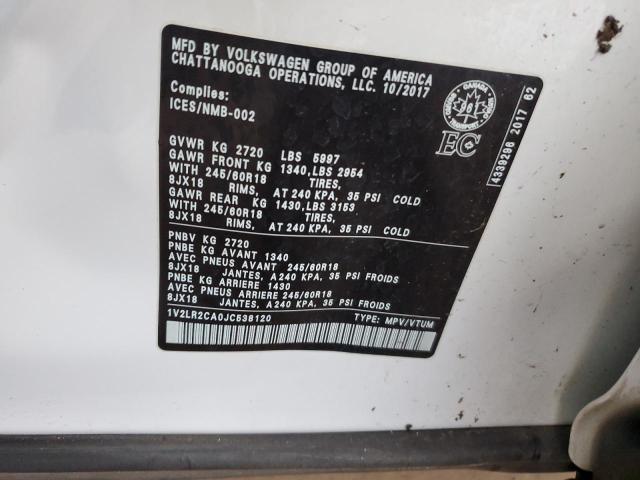 MFD BY VOLKSWAGEN GROUP OF AMERICA
CHATTANOOGA OPERATIONS, LLC. 10/2017
Complies:
ICES/NMB-002
GVWR KG 2720 LBS 5997
GAWR FRONT KG 1340,LBS 2954
WITH 245/60R18 TIRES,
8JX18 RIMS, AT 240 KPA, 35 PSI COLD
GAWR REAR KG 1430,LBS 3153
WITH 245/60R18 TIRES,
8JX18 RIMS, AT 240 KPA, 35 PSI COLD
PNBV KG 2720
PNBE KG AVANT 1340
AVEC PNEUS AVANT 245/60R18
8JX18 JANTES, A 240 KPA, 35 PSI FROIDS
PNBE KG ARRIERE 1430
AVEC PNEUS ARRIERE 245/60R18
8JX18 JANTES, A 240 KPA, 35 PSI FROIDS
1V2LR2CA0JC538120 TYPE: MPV/VTUM
CANADA
TRANSPORT
EC
4339296 2017 62